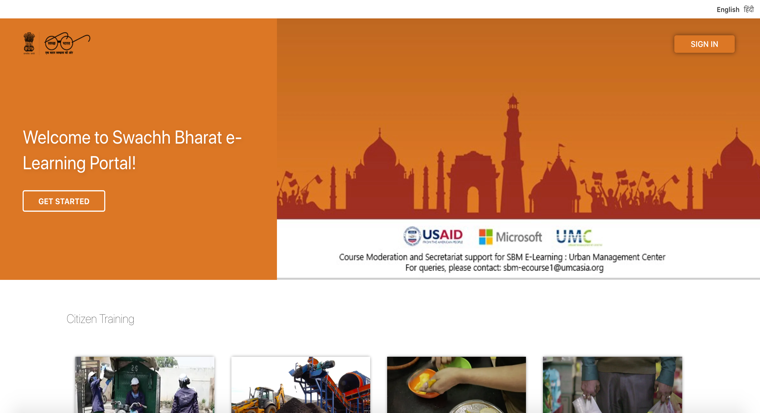 English हिंदी
SIGN IN
Welcome to Swachh Bharat e-
Learning Portal!
GET STARTED
USAID
Microsoft
UMC
Course Moderation and Secretariat support for SBM E-Learning : Urban Management Center
For queries, please contact: sbm-ecourse1@umcasia.org
Citizen Training